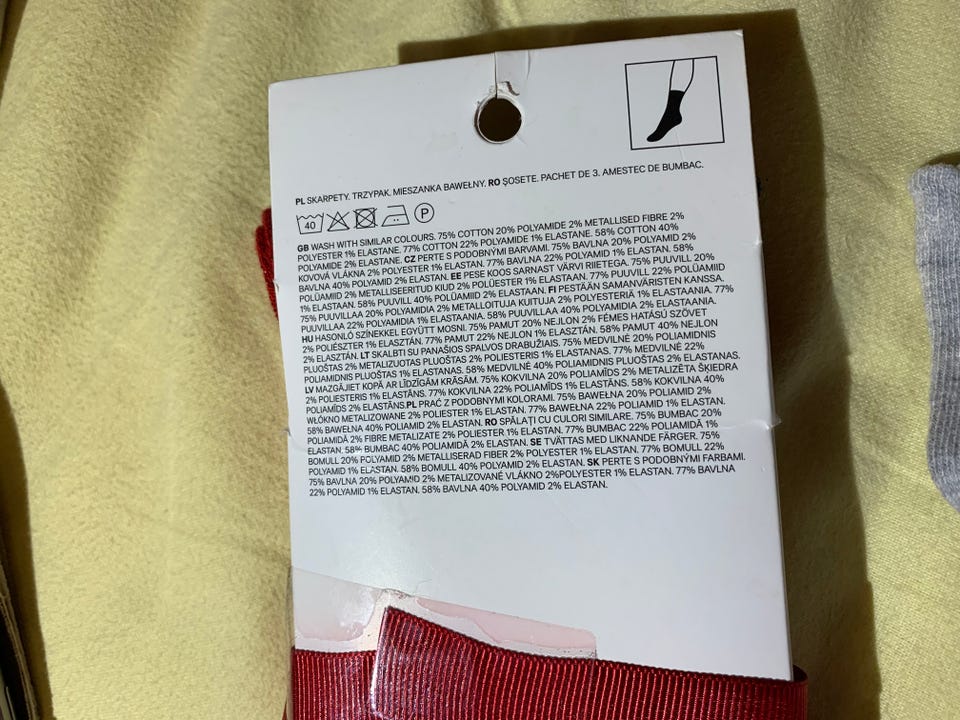 PL SKARPETY. TRZYPAK. MIESZANKA BAWEŁNY. RO ȘOSETE. PACHET DE 3. AMESTEC DE BUMBAC.
40 P
GB WASH WITH SIMILAR COLOURS. 75% COTTON 20% POLYAMIDE 2% METALLISED FIBRE 2%
POLYESTER 1% ELASTANE. 77% COTTON 22% POLYAMIDE 1% ELASTANE. 58% COTTON 40%
POLYAMIDE 2% ELASTANE. CZ PERTE S PODOBNÝMI BARVAMI. 75% BAVLNA 20% POLYAMID 2%
KOVOVÁ VLÁKNA 2% POLYESTER 1% ELASTAN. 77% BAVLNA 22% POLYAMID 1% ELASTAN. 58%
BAVLNA 40% POLYAMID 2% ELASTAN. EE PESE KOOS SARNAST VÄRVI RIIETEGA. 75% PUUVILL 20%
POLÜAMIID 2% METALLISEERITUD KIUD 2% POLÜESTER 1% ELASTAAN. 77% PUUVILL 22% POLÜAMIID
1% ELASTAAN. 58% PUUVILL 40% POLÜAMIID 2% ELASTAAN. FI PESTÄÄN SAMANVÄRISTEN KANSSA.
75% PUUVILLAA 20% POLYAMIDIA 2% METALLOITUJA KUITUJA 2% POLYESTERIÄ 1% ELASTAANIA. 77%
PUUVILLAA 22% POLYAMIDIA 1% ELASTAANIA. 58% PUUVILLAA 40% POLYAMIDIA 2% ELASTAANIA.
HU HASONLÓ SZÍNEKKEL EGYÜTT MOSNI. 75% PAMUT 20% NEJLON 2% FÉMES HATÁSÚ SZÖVET
2% POLIÉSZTER 1% ELASZTÁN. 77% PAMUT 22% NEJLON 1% ELASZTÁN. 58% PAMUT 40% NEJLON
2% ELASZTÁN. LT SKALBTI SU PANAŠIOS SPALVOS DRABUŽIAIS. 75% MEDVILNĖ 20% POLIAMIDNIS
PLUOŠTAS 2% METALIZUOTAS PLUOŠTAS 2% POLIESTERIS 1% ELASTANAS. 77% MEDVILNĖ 22%
POLIAMIDNIS PLUOŠTAS 1% ELASTANAS. 58% MEDVILNĖ 40% POLIAMIDNIS PLUOŠTAS 2% ELASTANAS.
LV MAZGĀJIET KOPĀ AR LĪDZĪGĀM KRĀSĀM. 75% KOKVILNA 20% POLIAMĪDS 2% METALIZĒTA ŠĶIEDRA
2% POLIESTERIS 1% ELASTĀNS. 77% KOKVILNA 22% POLIAMĪDS 1% ELASTĀNS. 58% KOKVILNA 40%
POLIAMĪDS 2% ELASTĀNS.PL PRAĆ Z PODOBNYMI KOLORAMI. 75% BAWEŁNA 20% POLIAMID 2%
WŁÓKNO METALIZOWANE 2% POLIESTER 1% ELASTAN. 77% BAWEŁNA 22% POLIAMID 1% ELASTAN.
58% BAWEŁNA 40% POLIAMID 2% ELASTAN. RO SPĂLAȚI CU CULORI SIMILARE. 75% BUMBAC 20%
POLIAMIDĂ 2% FIBRE METALIZATE 2% POLIESTER 1% ELASTAN. 77% BUMBAC 22% POLIAMIDĂ 1%
ELASTAN. 58% BUMBAC 40% POLIAMIDĂ 2% ELASTAN. SE TVÄTTAS MED LIKNANDE FÄRGER. 75%
BOMULL 20% POLYAMID 2% METALLISERAD FIBER 2% POLYESTER 1% ELASTAN. 77% BOMULL 22%
POLYAMID 1% ELASTAN. 58% BOMULL 40% POLYAMID 2% ELASTAN. SK PERTE S PODOBNÝMI FARBAMI.
75% BAVLNA 20% POLYAMID 2% METALIZOVANÉ VLÁKNO 2%POLYESTER 1% ELASTAN. 77% BAVLNA
22% POLYAMID 1% ELASTAN. 58% BAVLNA 40% POLYAMID 2% ELASTAN.